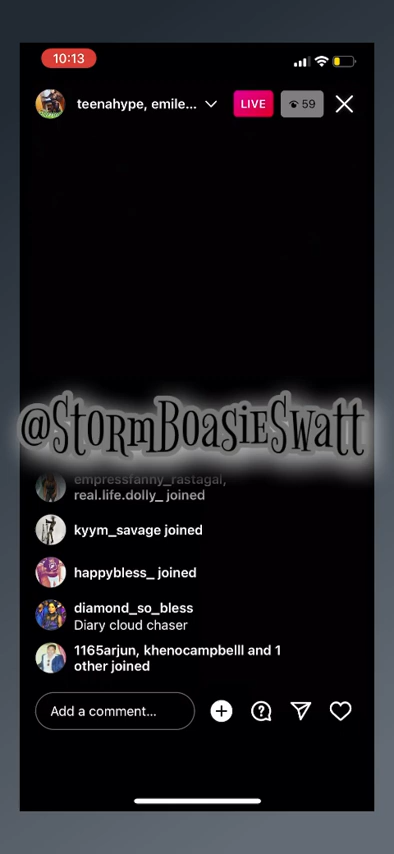 10:13
teenahype, emile...
LIVE
59
@StormBoasieSwatt
empressfanny_rastagal,
real.life.dolly_ joined
kyym_savage joined
happybless_ joined
diamond_so_bless
Diary cloud chaser
1165arjun, khenocampbelll and 1
other joined
Add a comment...